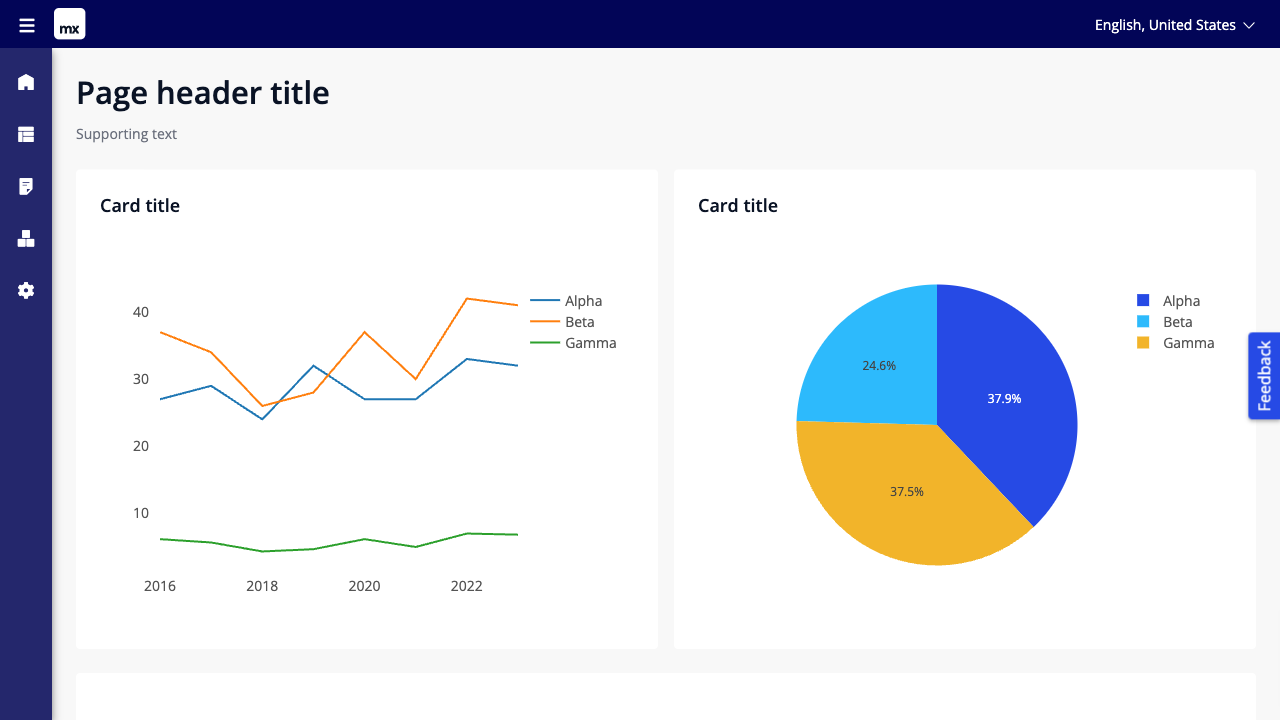 mx
English, United States
Page header title
Supporting text
Card title
40
30
20
10
2016 2018 2020 2022
Alpha
Beta
Gamma
Card title
24.6%
37.9%
37.5%
Alpha
Beta
Gamma
Feedback